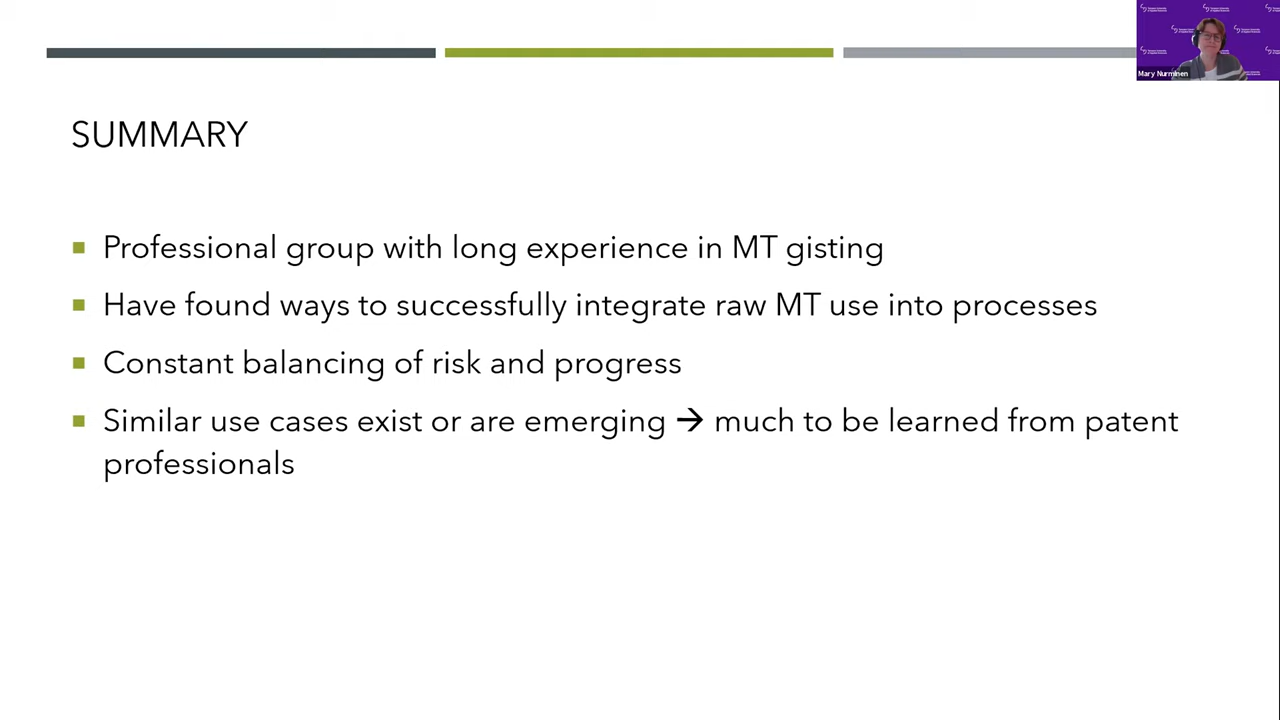 Mary Nurminen
SUMMARY
Professional group with long experience in MT gisting
Have found ways to successfully integrate raw MT use into processes
Constant balancing of risk and progress
Similar use cases exist or are emerging → much to be learned from patent
professionals